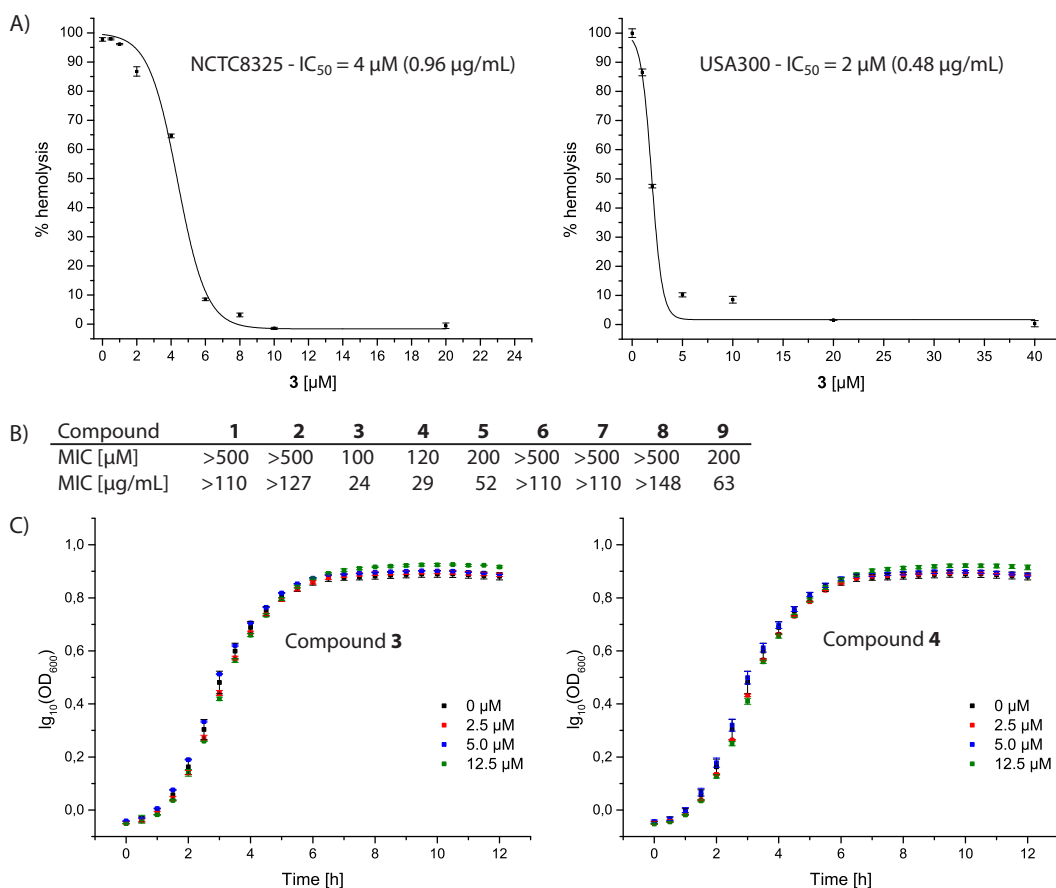 A)
NCTC8325 - IC50 = 4 µM (0.96 µg/mL)
% hemolysis
100
90
80
70
60
50
40
30
20
10
0
0 2 4 6 8 10 12 14 16 18 20 22 24
3 [µM]
USA300 - IC50 = 2 µM (0.48 µg/mL)
% hemolysis
100
90
80
70
60
50
40
30
20
10
0
0 5 10 15 20 25 30 35 40
3 [µM]
B)
Compound 1 2 3 4 5 6 7 8 9
MIC [µM] >500 >500 100 120 200 >500 >500 >500 200
MIC [µg/mL] >110 >127 24 29 52 >110 >110 >148 63
C)
lg10(OD600)
1,0
0,8
0,6
0,4
0,2
0,0
Compound 3
0 µM
2.5 µM
5.0 µM
12.5 µM
0 2 4 6 8 10 12
Time [h]
lg10(OD600)
1,0
0,8
0,6
0,4
0,2
0,0
Compound 4
0 µM
2.5 µM
5.0 µM
12.5 µM
0 2 4 6 8 10 12
Time [h]